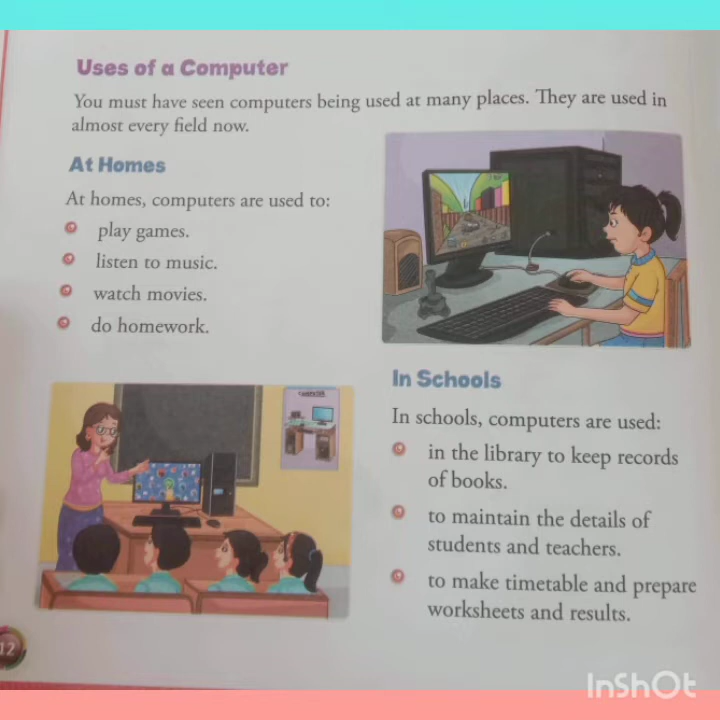 Uses of a Computer
You must have seen computers being used at many places. They are used in
almost every field now.
At Homes
At homes, computers are used to:
play games.
listen to music.
watch movies.
do homework.
In Schools
In schools, computers are used:
in the library to keep records
of books.
to maintain the details of
students and teachers.
to make timetable and prepare
worksheets and results.
12
InShOt